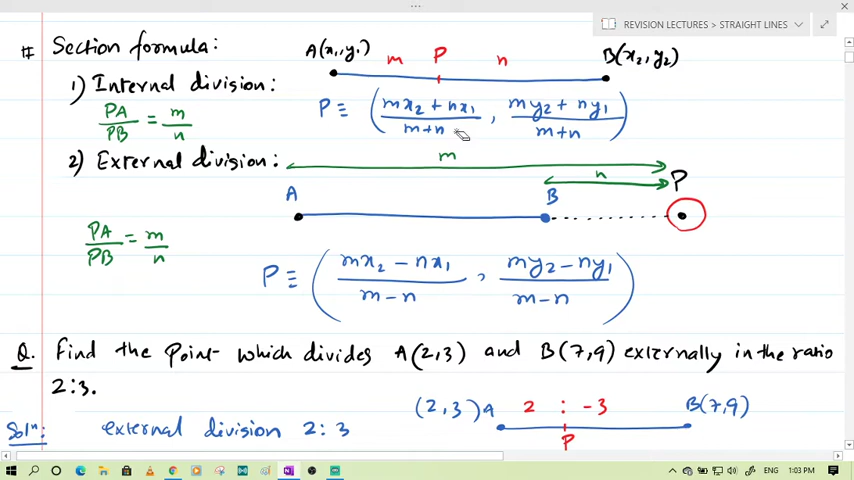 REVISION LECTURES > STRAIGHT LINES
# Section formula:
A(x₁,y₁) m P n B(x₂,y₂)
1) Internal division:
PA/PB = m/n
P ≡ ((mx₂ + nx₁)/(m+n) , (my₂ + ny₁)/(m+n))
2) External division:
m
n
A B P
PA/PB = m/n
P ≡ ((mx₂ − nx₁)/(m−n) , (my₂ − ny₁)/(m−n))
Q. Find the point which divides A(2,3) and B(7,9) externally in the ratio
2:3.
(2,3) A 2 : -3 B(7,9)
P
Solⁿ: external division 2:3
ENG 1:03 PM